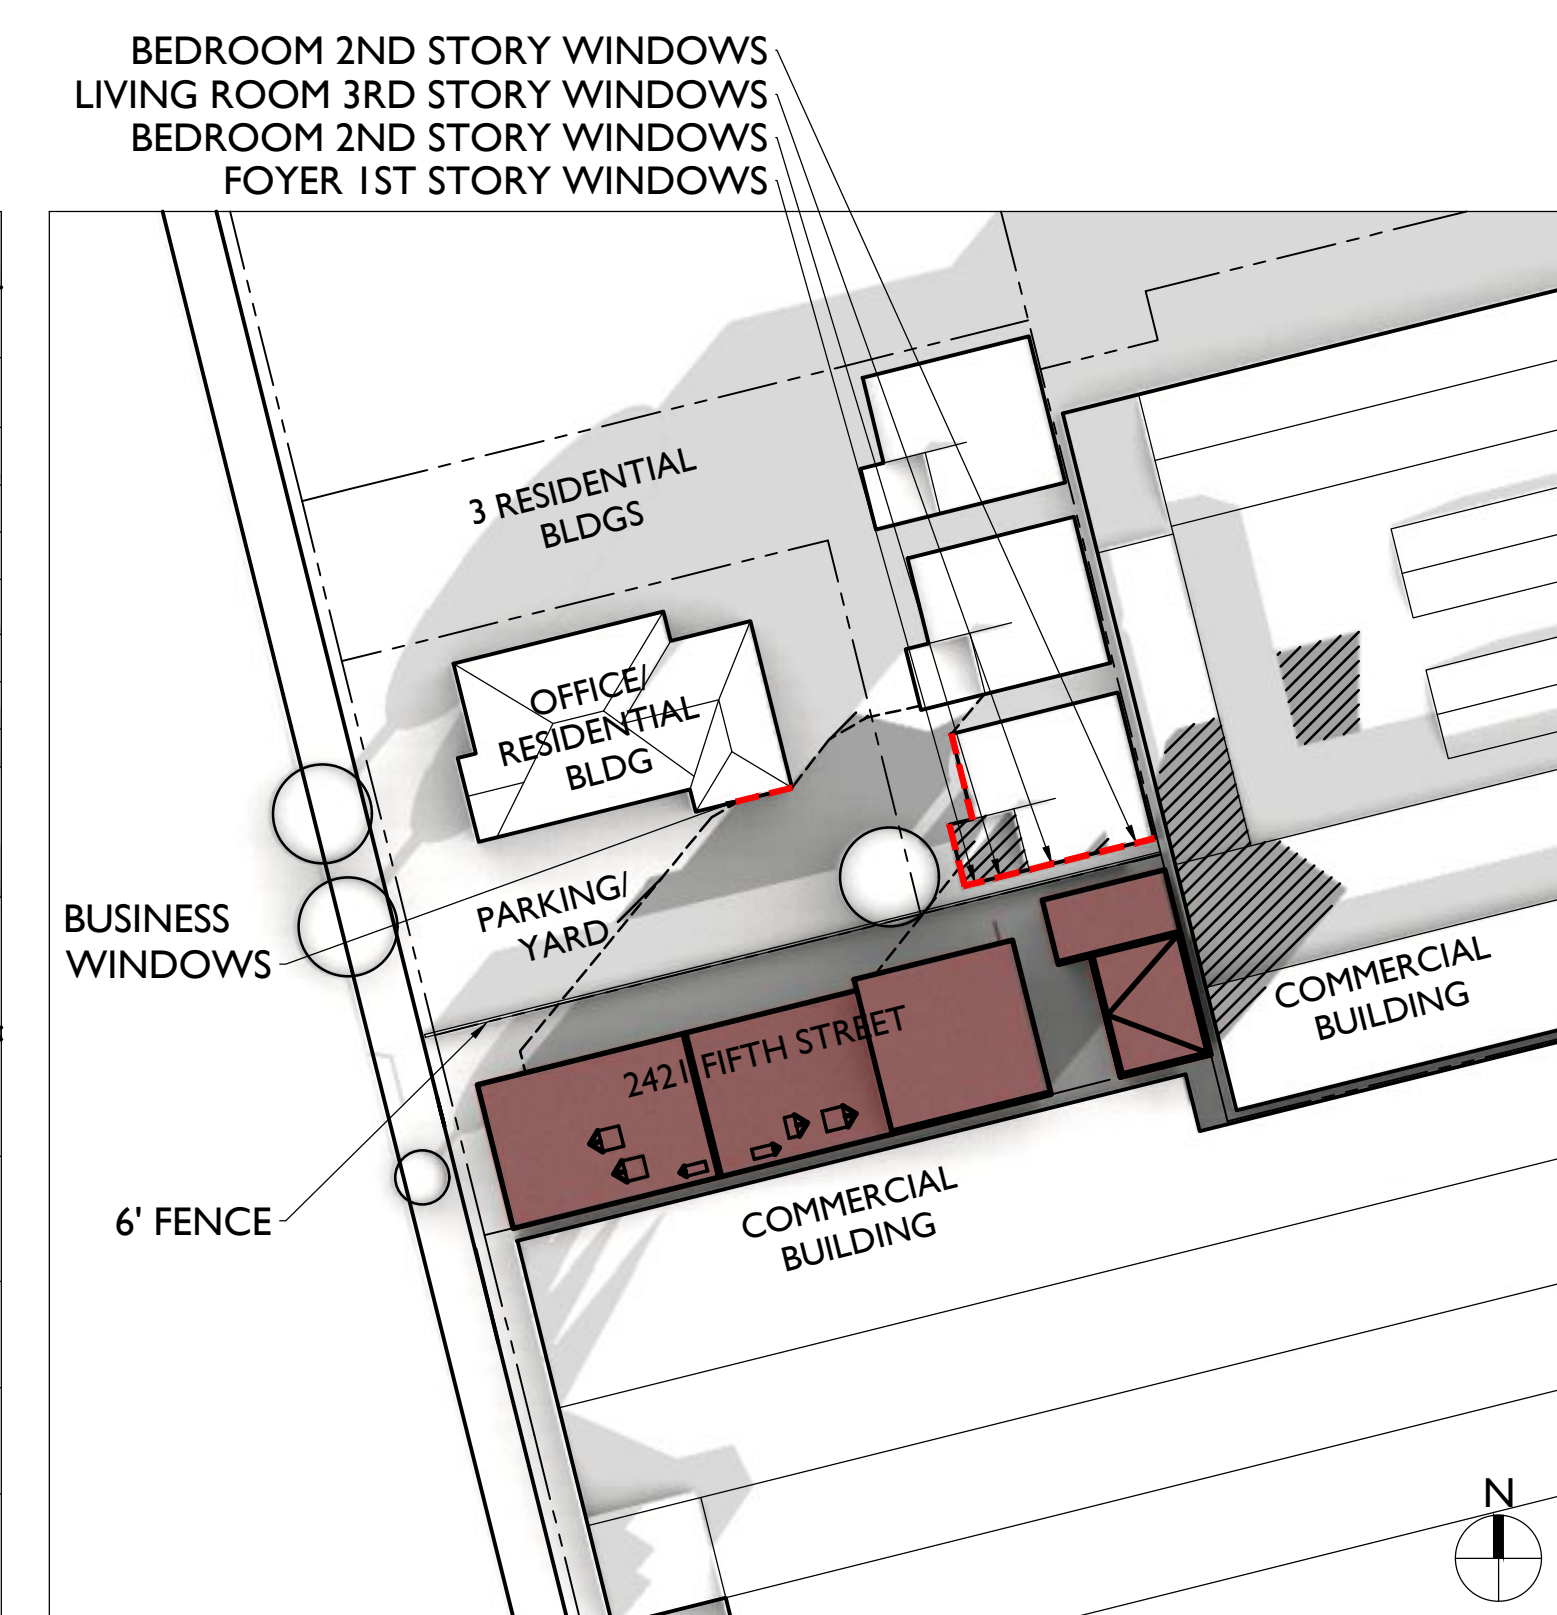 BEDROOM 2ND STORY WINDOWS
LIVING ROOM 3RD STORY WINDOWS
BEDROOM 2ND STORY WINDOWS
FOYER 1ST STORY WINDOWS
3 RESIDENTIAL
BLDGS
OFFICE/
RESIDENTIAL
BLDG
PARKING/
YARD
BUSINESS
WINDOWS
COMMERCIAL
BUILDING
2421 FIFTH STREET
6' FENCE
COMMERCIAL
BUILDING
N